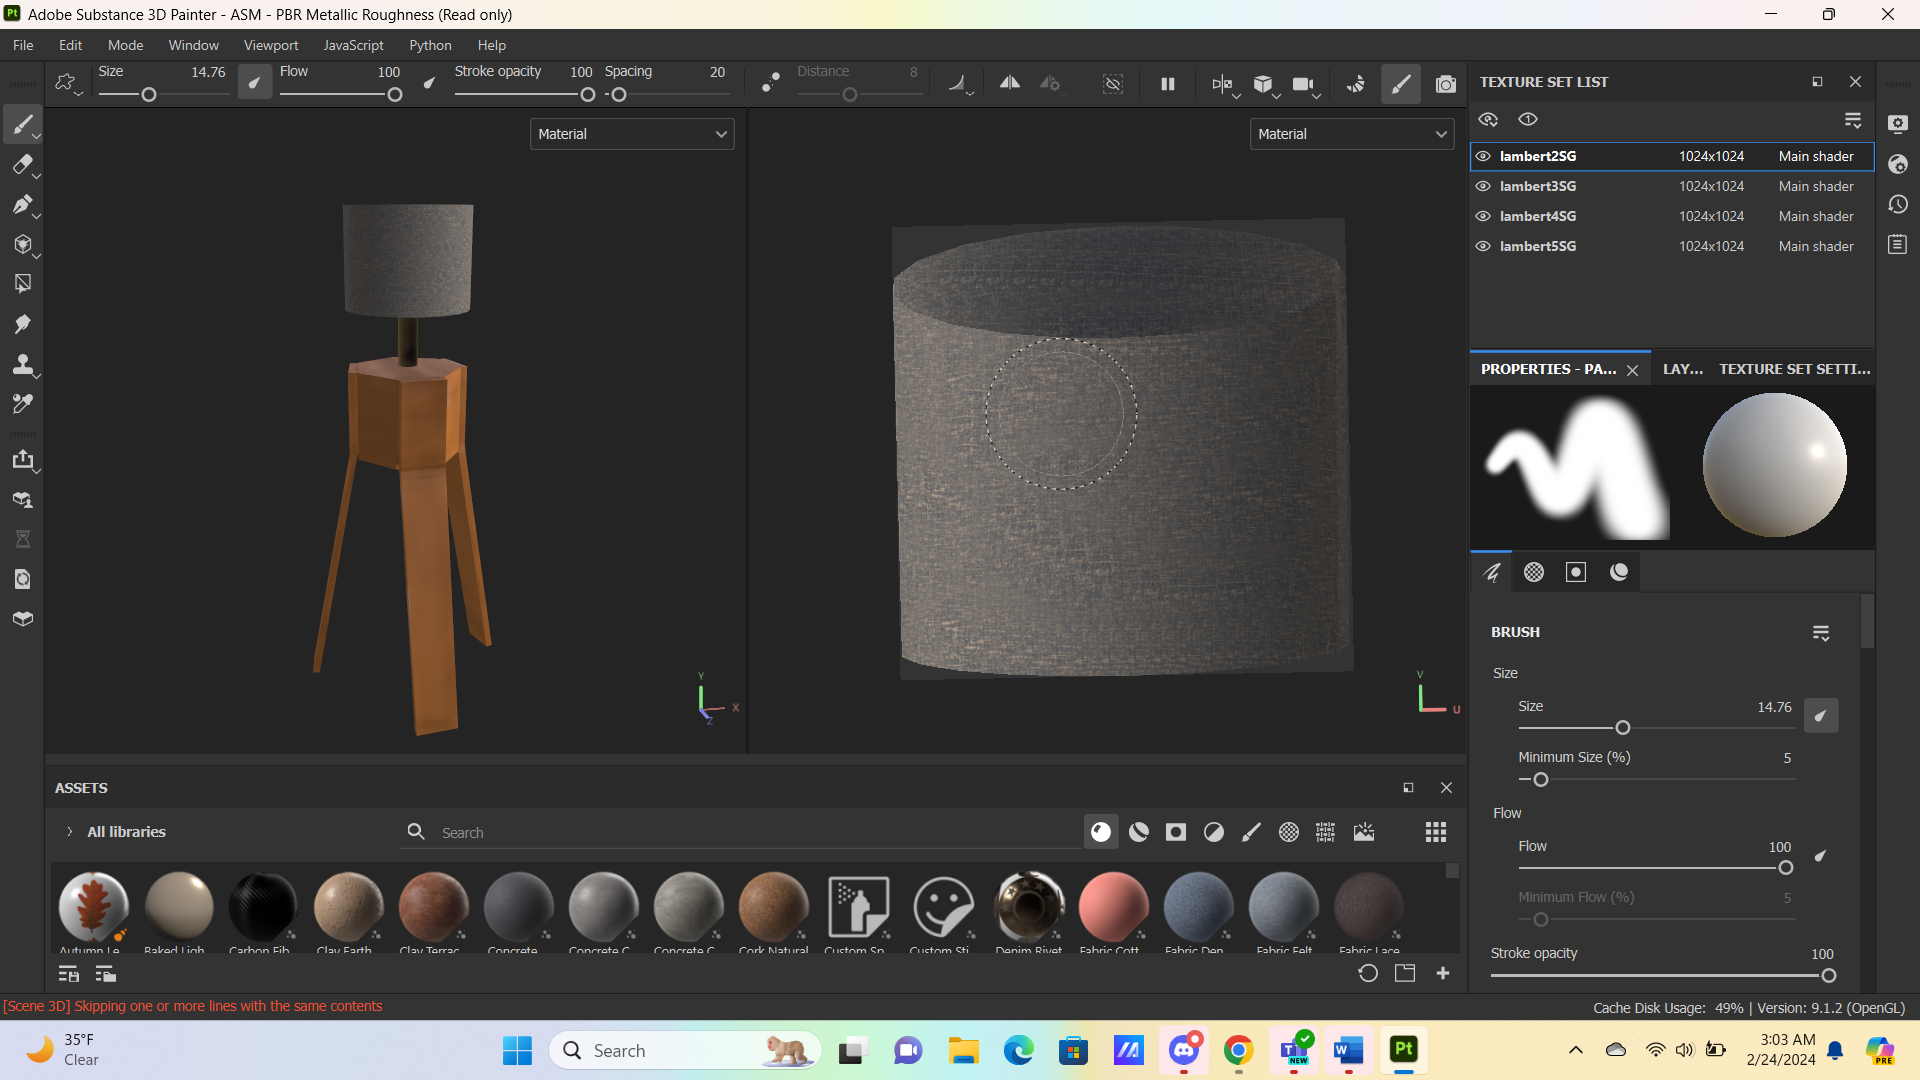 Pt Adobe Substance 3D Painter - ASM - PBR Metallic Roughness (Read only)
File Edit Mode Window Viewport JavaScript Python Help
Size 14.76 Flow 100 Stroke opacity 100 Spacing 20 Distance 8
Material
Material
Y
X
Z
V
U
TEXTURE SET LIST
lambert2SG 1024x1024 Main shader
lambert3SG 1024x1024 Main shader
lambert4SG 1024x1024 Main shader
lambert5SG 1024x1024 Main shader
PROPERTIES - PA... LAY... TEXTURE SET SETTI...
BRUSH
Size
Size 14.76
Minimum Size (%) 5
Flow
Flow 100
Minimum Flow (%) 5
Stroke opacity 100
ASSETS
All libraries Search
Autumn Le... Baked Ligh... Carbon Fib... Clay Earth Clay Terrac... Concrete... Concrete C... Concrete C... Cork Natural Custom Sp... Custom Sti... Denim Rivet Fabric Cott... Fabric Den... Fabric Felt Fabric Lace
[Scene 3D] Skipping one or more lines with the same contents
Cache Disk Usage: 49% | Version: 9.1.2 (OpenGL)
35°F
Clear
Search
NEW
W
Pt
3:03 AM
2/24/2024
PRE